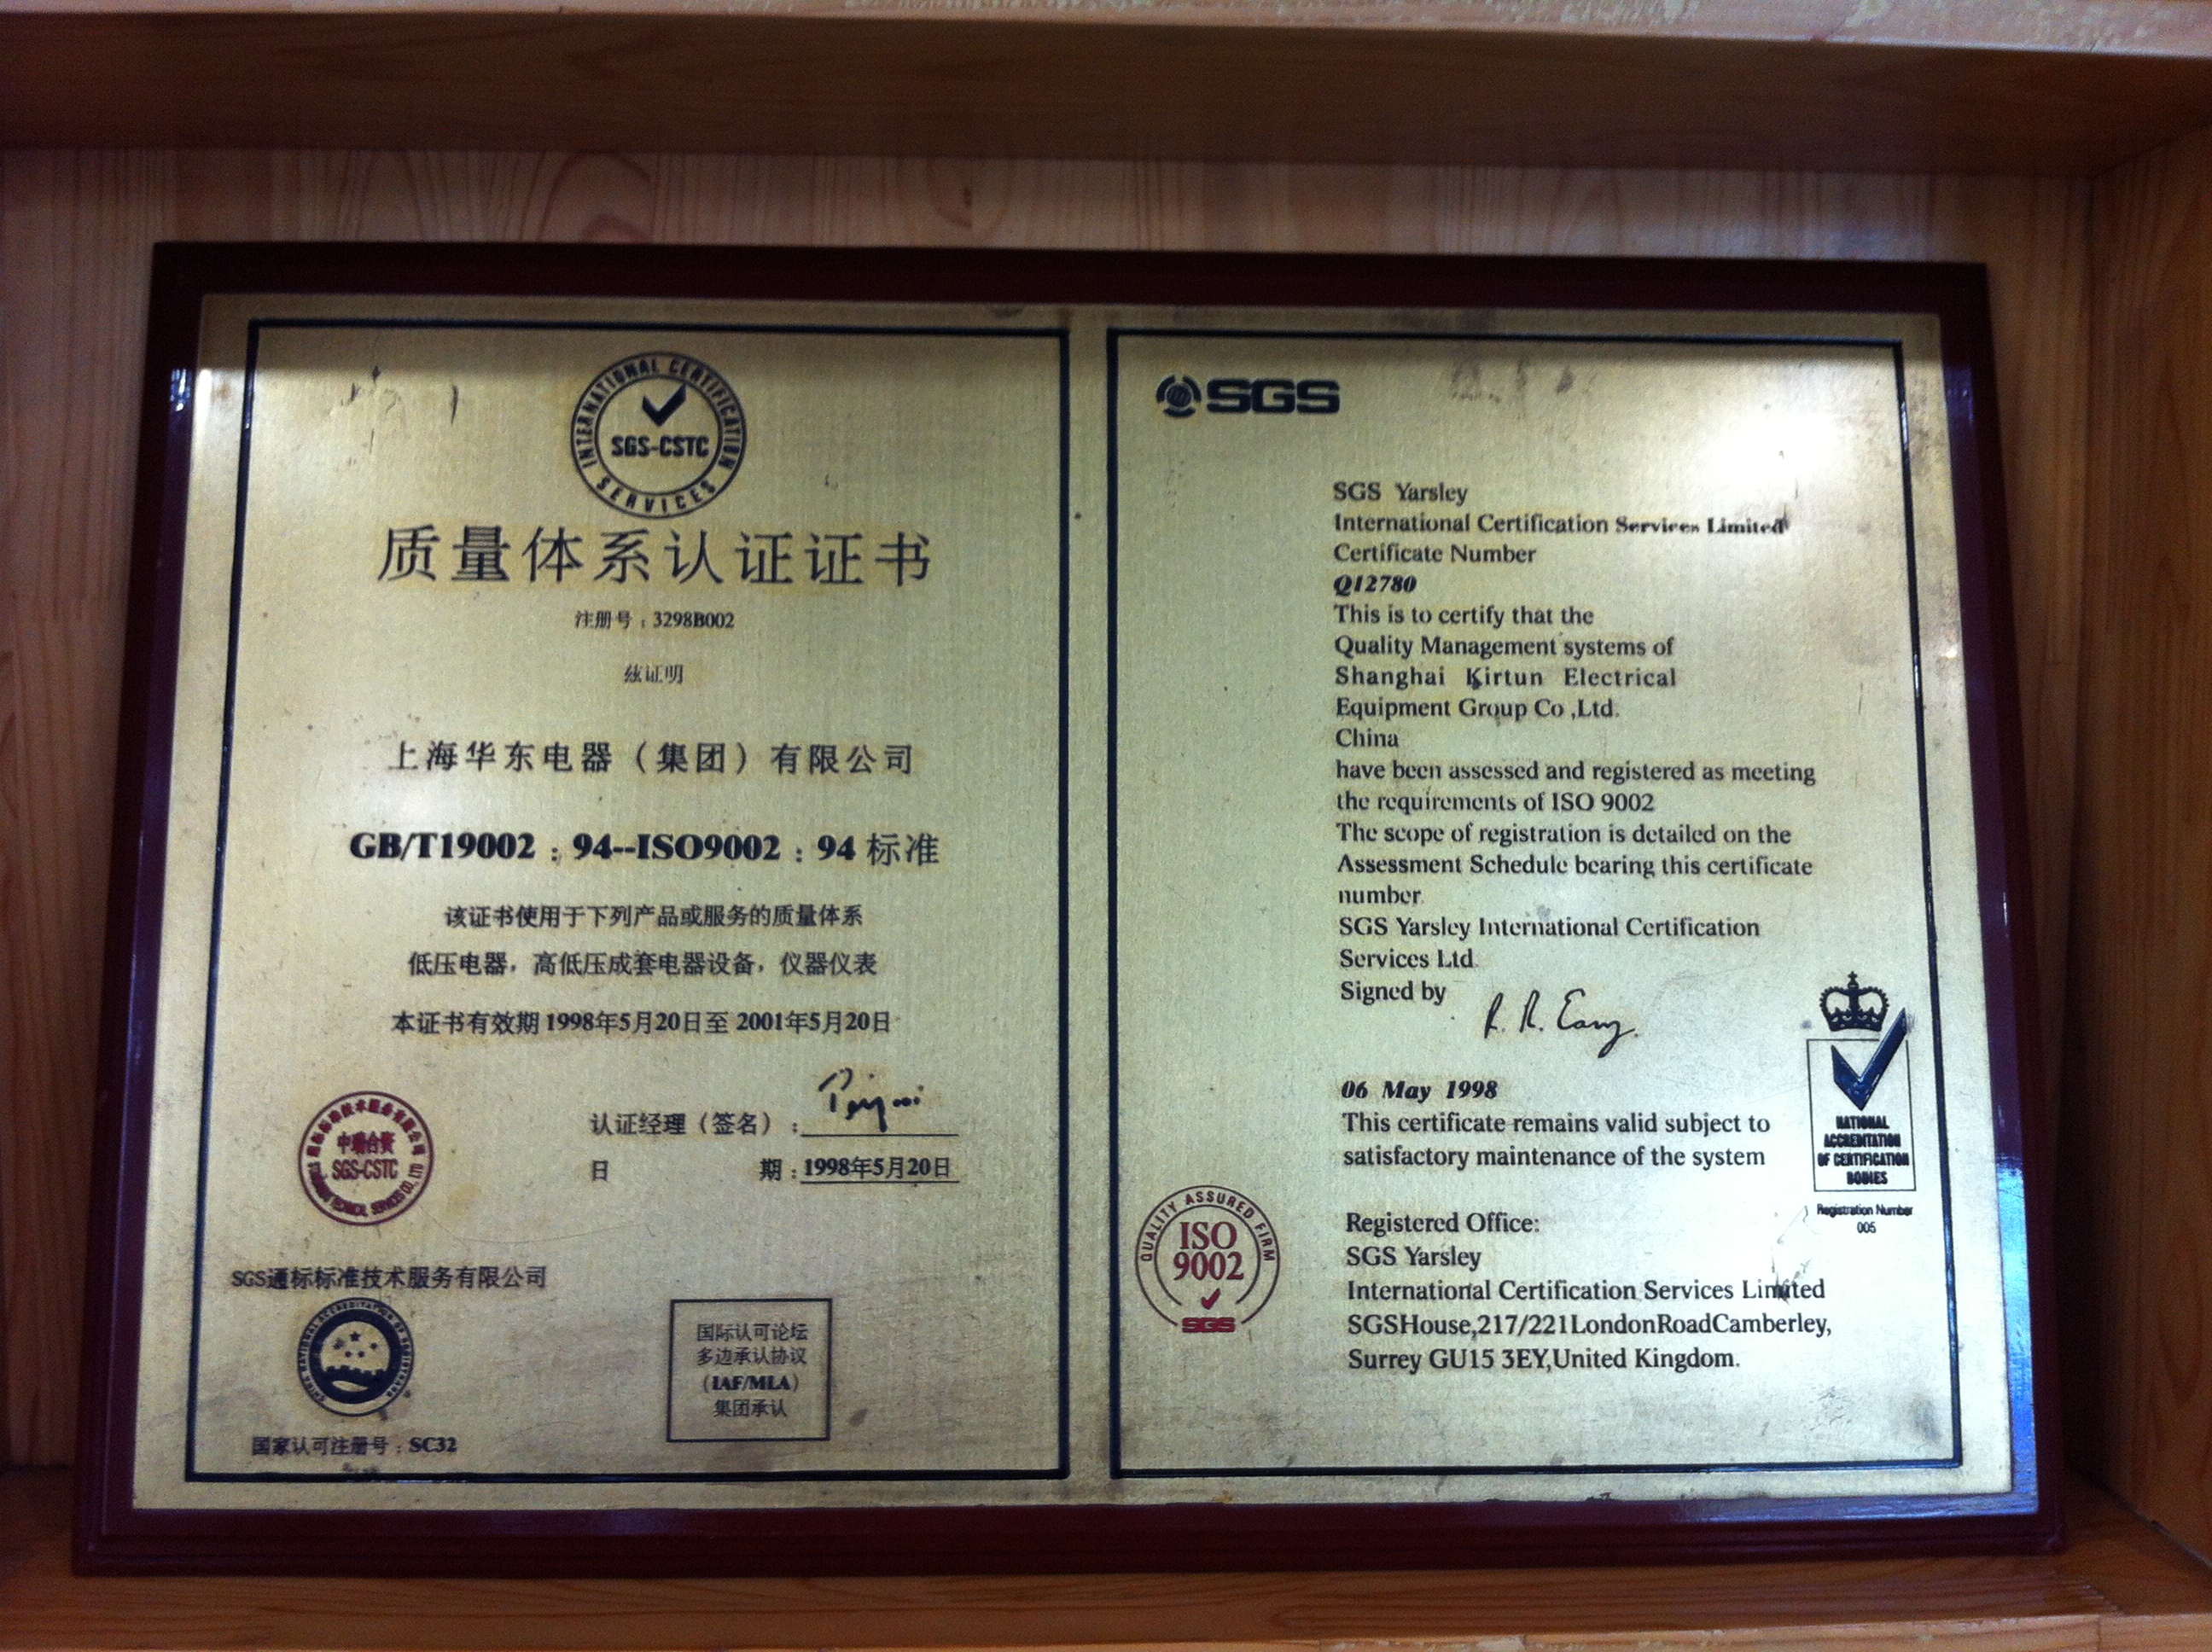 INTERNATIONAL CERTIFICATION
SGS-CSTC
SERVICES
质量体系认证证书
注册号：3298B002
兹证明
上海华东电器（集团）有限公司
GB/T19002：94--ISO9002：94标准
该证书使用于下列产品或服务的质量体系
低压电器，高低压成套电器设备，仪器仪表
本证书有效期1998年5月20日至2001年5月20日
认证经理（签名）：
日 期：1998年5月20日
中瑞合资
SGS-CSTC
SGS通标标准技术服务有限公司
国家认可注册号：SC32
国际认可论坛
多边承认协议
（IAF/MLA）
集团承认
SGS
SGS Yarsley
International Certification Services Limited
Certificate Number
Q12780
This is to certify that the
Quality Management systems of
Shanghai Kirtun Electrical
Equipment Group Co ,Ltd.
China
have been assessed and registered as meeting
the requirements of ISO 9002
The scope of registration is detailed on the
Assessment Schedule bearing this certificate
number.
SGS Yarsley International Certification
Services Ltd.
Signed by
06 May 1998
This certificate remains valid subject to
satisfactory maintenance of the system
NATIONAL
ACCREDITATION
OF CERTIFICATION
BODIES
Registration Number
005
QUALITY ASSURED FIRM
ISO
9002
SGS
Registered Office:
SGS Yarsley
International Certification Services Limited
SGSHouse,217/221LondonRoadCamberley,
Surrey GU15 3EY,United Kingdom.